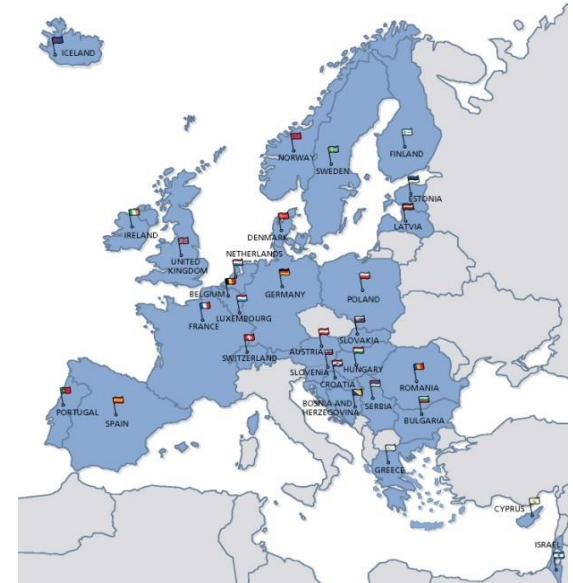 ICELAND
NORWAY
SWEDEN
FINLAND
ESTONIA
LATVIA
IRELAND
UNITED
KINGDOM
DENMARK
NETHERLANDS
BELGIUM
LUXEMBOURG
GERMANY
POLAND
FRANCE
SWITZERLAND
AUSTRIA
SLOVAKIA
SLOVENIA
HUNGARY
CROATIA
BOSNIA AND
HERZEGOVINA
SERBIA
ROMANIA
BULGARIA
PORTUGAL
SPAIN
GREECE
CYPRUS
ISRAEL